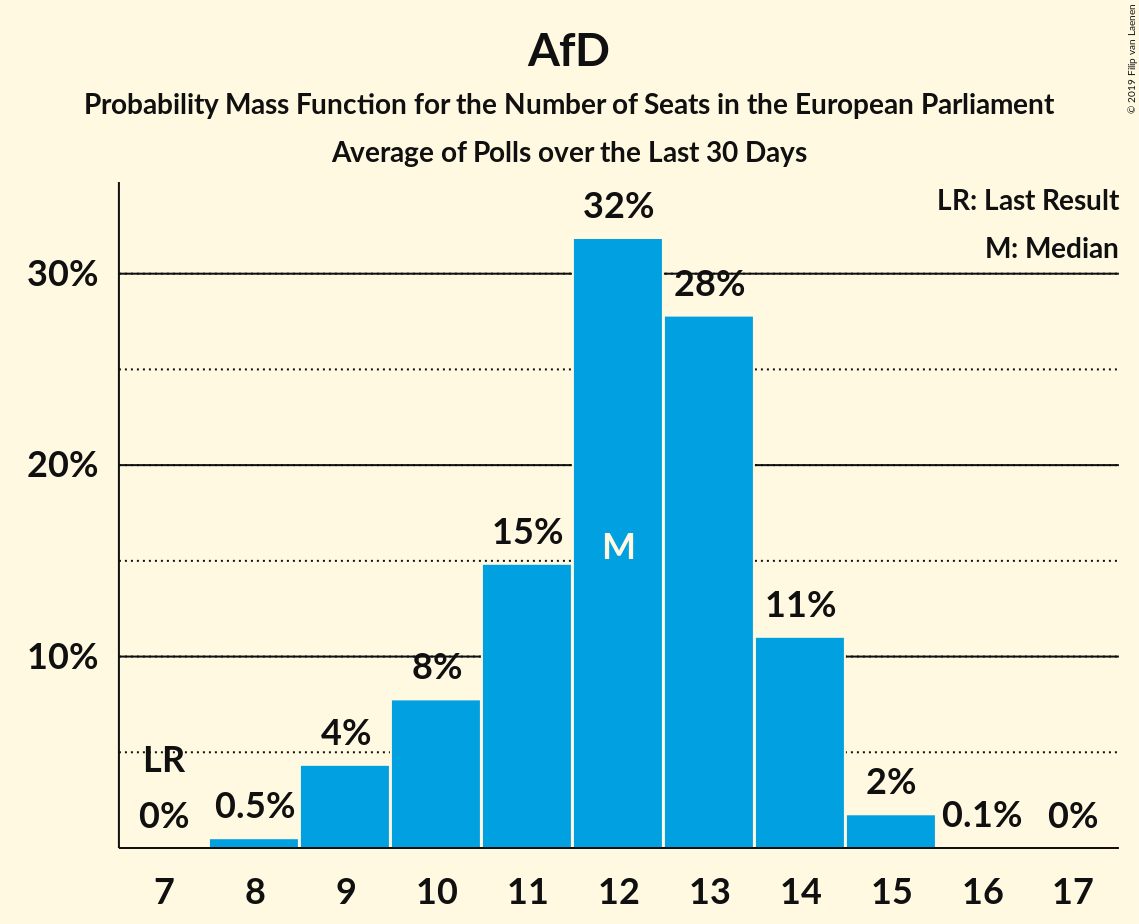 AfD
Probability Mass Function for the Number of Seats in the European Parliament
Average of Polls over the Last 30 Days
© 2019 Filip van Laenen
LR: Last Result
M: Median
30%
20%
10%
LR
0%
0.5%
4%
8%
15%
32%
M
28%
11%
2%
0.1%
0%
7 8 9 10 11 12 13 14 15 16 17